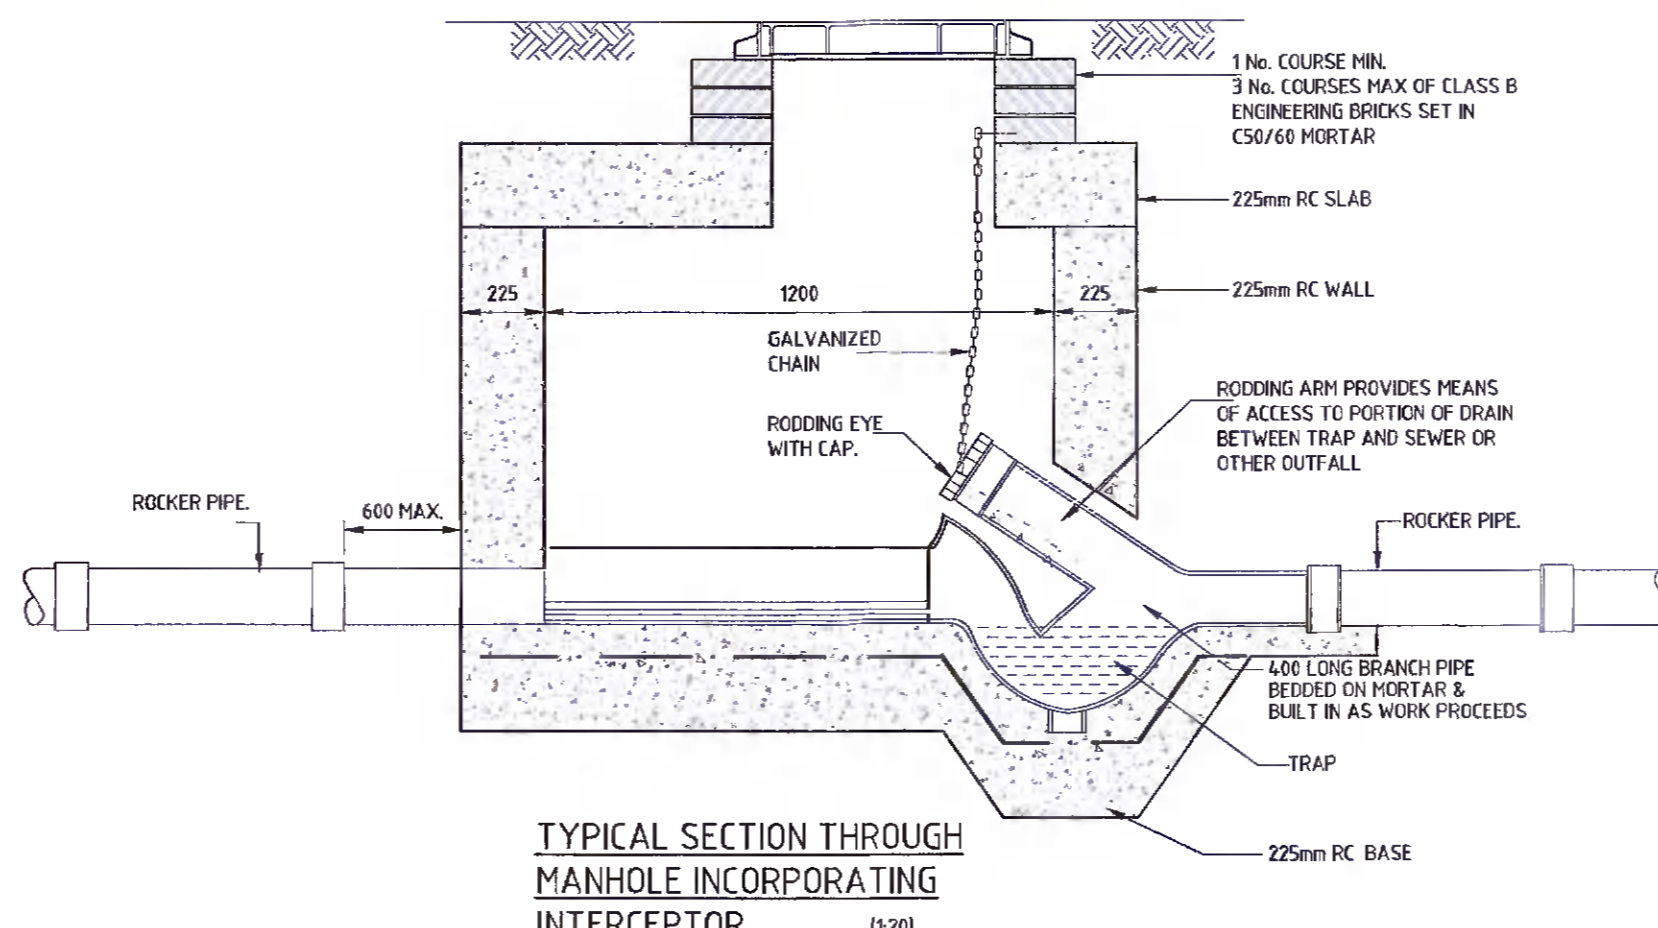 1 No. COURSE MIN.
3 No. COURSES MAX OF CLASS B
ENGINEERING BRICKS SET IN
C50/60 MORTAR
225mm RC SLAB
225mm RC WALL
225
1200
225
GALVANIZED
CHAIN
RODDING EYE
WITH CAP.
RODDING ARM PROVIDES MEANS
OF ACCESS TO PORTION OF DRAIN
BETWEEN TRAP AND SEWER OR
OTHER OUTFALL
ROCKER PIPE.
600 MAX.
ROCKER PIPE.
400 LONG BRANCH PIPE
BEDDED ON MORTAR &
BUILT IN AS WORK PROCEEDS
TRAP
225mm RC BASE
TYPICAL SECTION THROUGH
MANHOLE INCORPORATING
INTERCEPTOR (1:20)